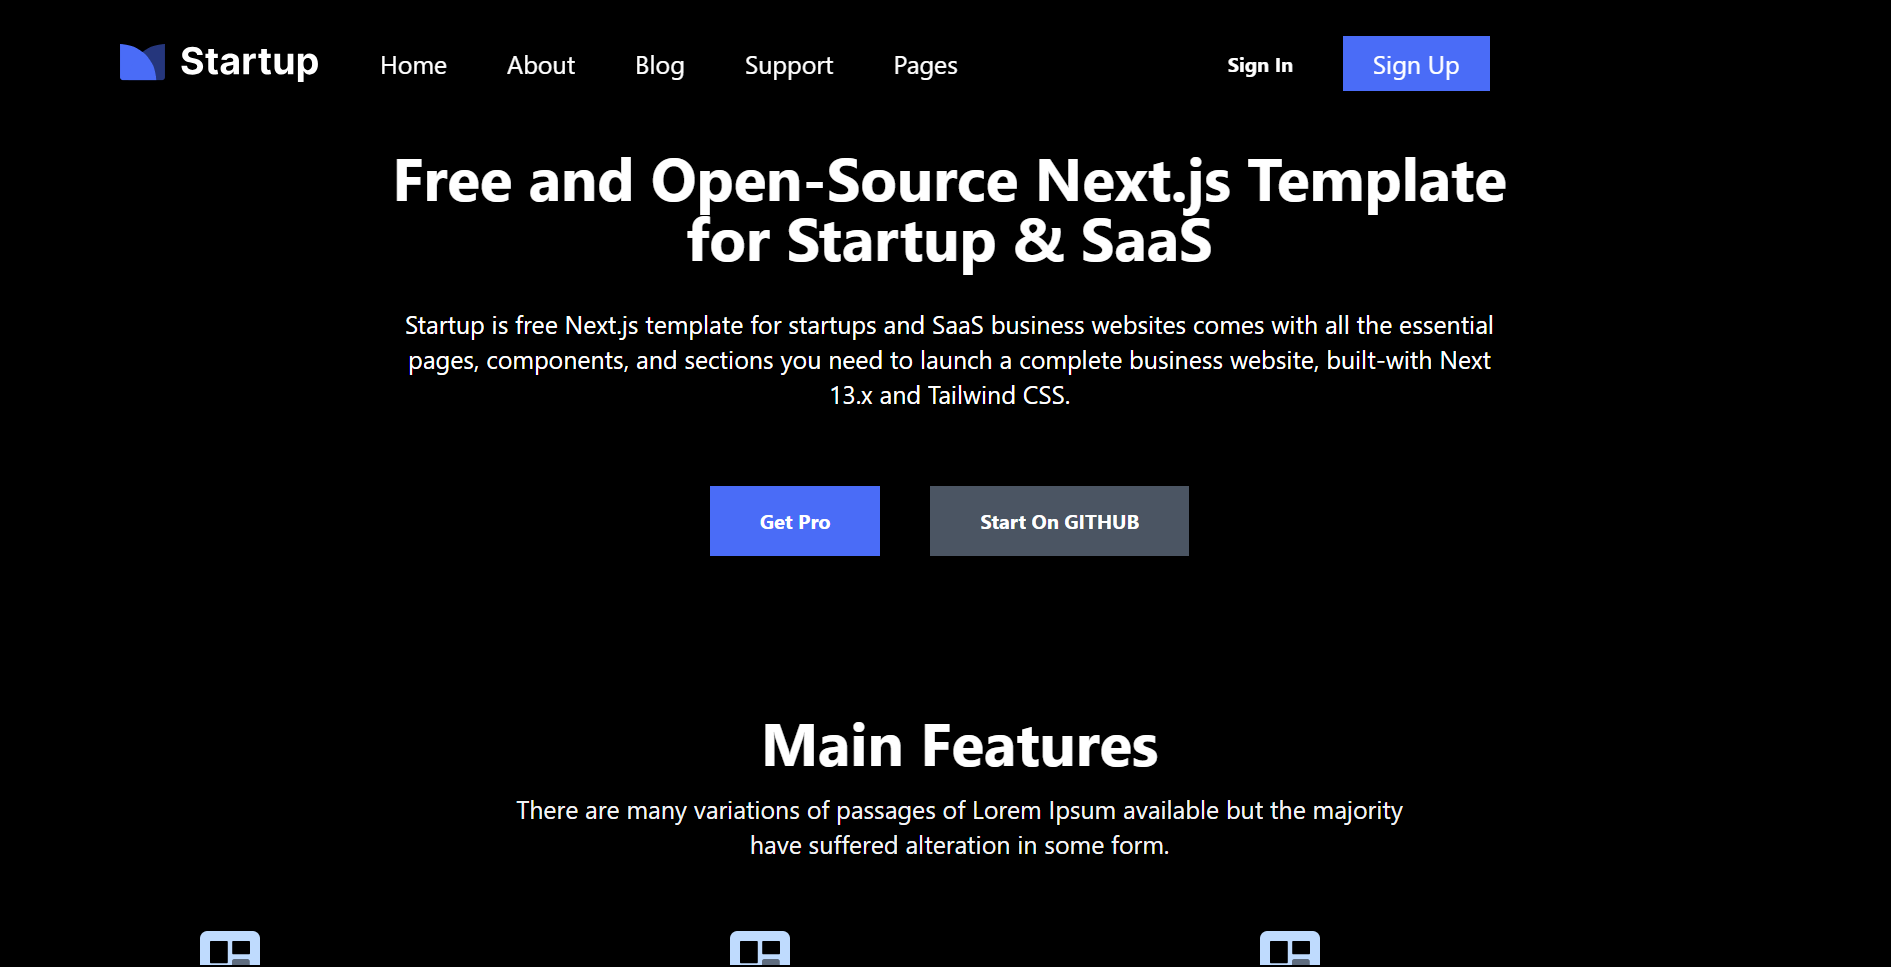 Startup
Home
About
Blog
Support
Pages
Sign In
Sign Up
Free and Open-Source Next.js Template
for Startup & SaaS
Startup is free Next.js template for startups and SaaS business websites comes with all the essential
pages, components, and sections you need to launch a complete business website, built-with Next
13.x and Tailwind CSS.
Get Pro
Start On GITHUB
Main Features
There are many variations of passages of Lorem Ipsum available but the majority
have suffered alteration in some form.